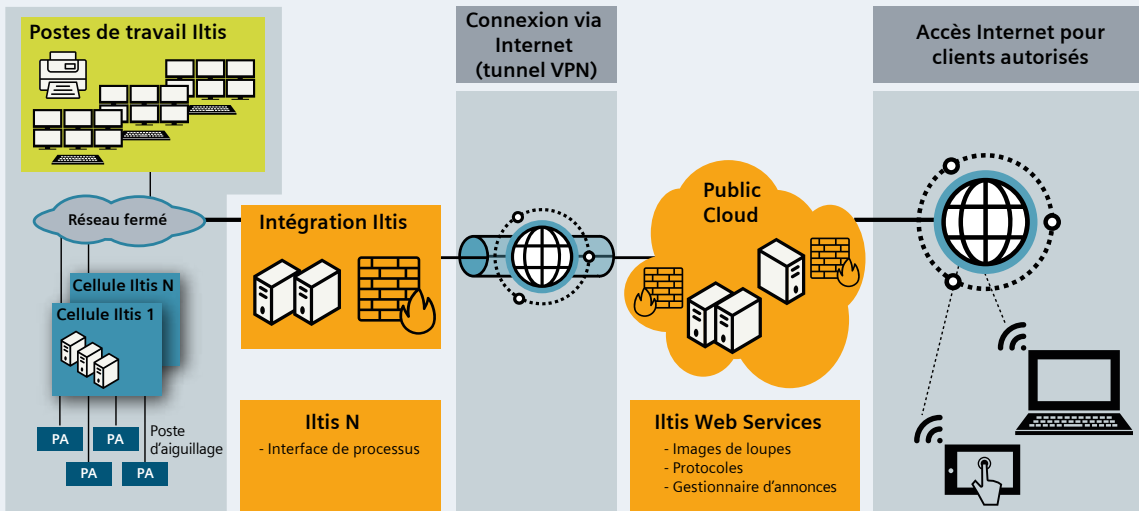 Postes de travail Iltis
Réseau fermé
Cellule Iltis N
Cellule Iltis 1
PA
PA
PA
PA
Poste
d'aiguillage
Intégration Iltis
Iltis N
- Interface de processus
Connexion via
Internet
(tunnel VPN)
Public
Cloud
Iltis Web Services
- Images de loupes
- Protocoles
- Gestionnaire d'annonces
Accès Internet pour
clients autorisés